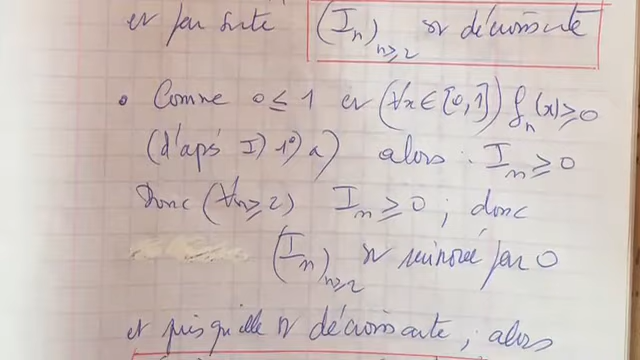 et par suite (I_n)_{n≥2} est décroissante
• Comme 0 ≤ 1 et (∀x∈[0,1]) f_n(x) ≥ 0
(d'après I) 1°) a) alors : I_n ≥ 0
Donc (∀n≥2) I_n ≥ 0 ; donc
(I_n)_{n≥2} est minorée par 0
et puisqu'elle est décroissante, alors